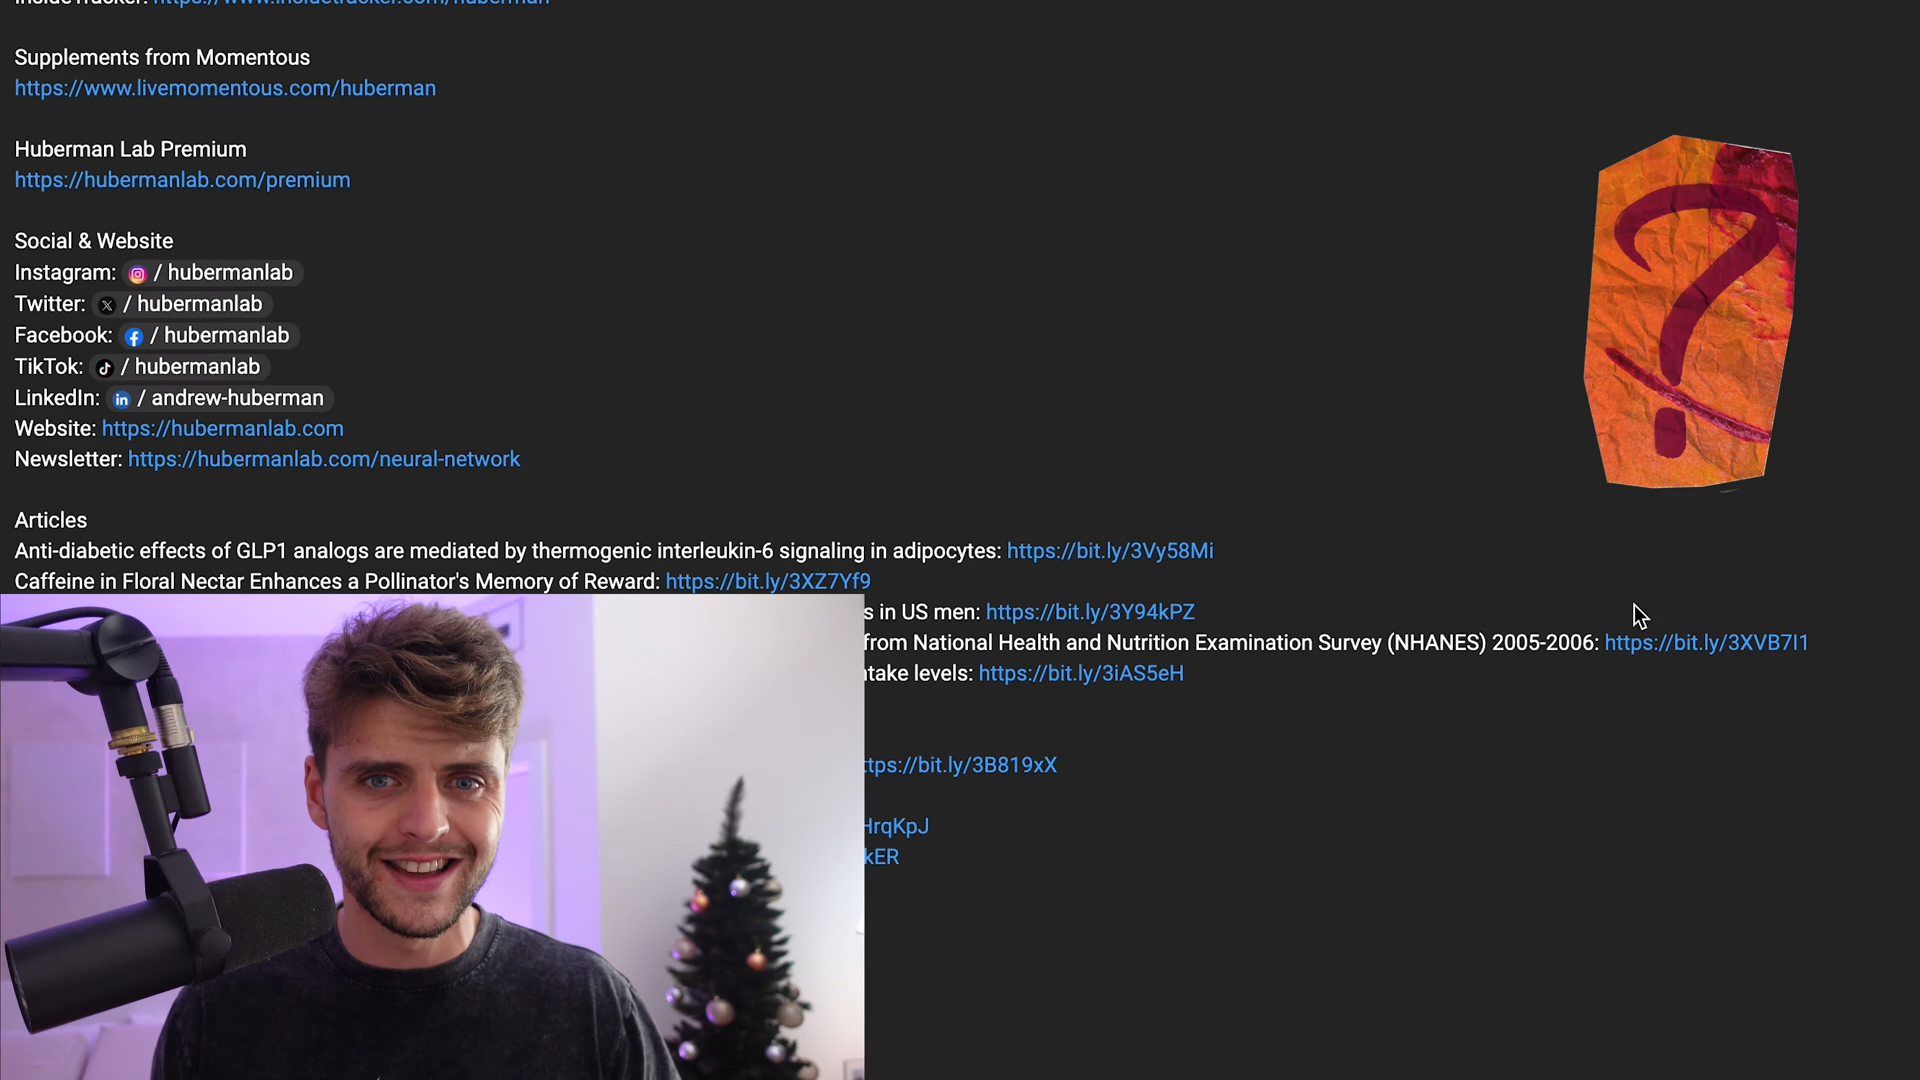 Supplements from Momentous
https://www.livemomentous.com/huberman
Huberman Lab Premium
https://hubermanlab.com/premium
Social & Website
Instagram: / hubermanlab
Twitter: / hubermanlab
Facebook: / hubermanlab
TikTok: / hubermanlab
LinkedIn: / andrew-huberman
Website: https://hubermanlab.com
Newsletter: https://hubermanlab.com/neural-network
?
Articles
Anti-diabetic effects of GLP1 analogs are mediated by thermogenic interleukin-6 signaling in adipocytes: https://bit.ly/3Vy58Mi
Caffeine in Floral Nectar Enhances a Pollinator's Memory of Reward: https://bit.ly/3XZ7Yf9
in US men: https://bit.ly/3Y94kPZ
from National Health and Nutrition Examination Survey (NHANES) 2005-2006: https://bit.ly/3XVB7I1
levels: https://bit.ly/3iAS5eH
ttps://bit.ly/3B819xX
HrqKpJ
kER